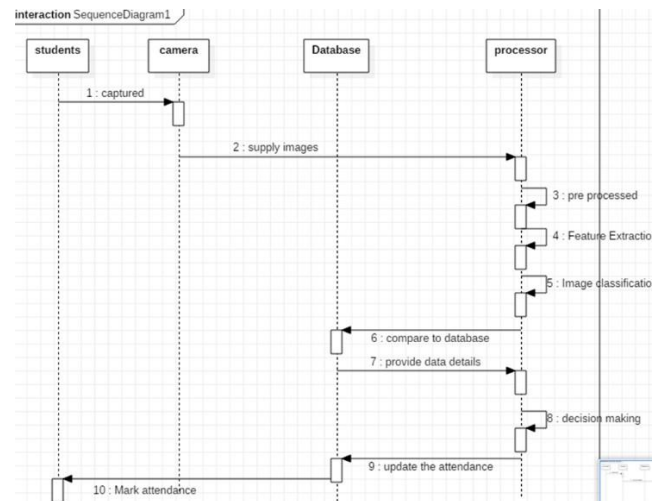 interaction SequenceDiagram1
students
camera
Database
processor
1 : captured
2 : supply images
3 : pre processed
4 : Feature Extractio
5 : Image classificatio
6 : compare to database
7 : provide data details
8 : decision making
9 : update the attendance
10 : Mark attendance